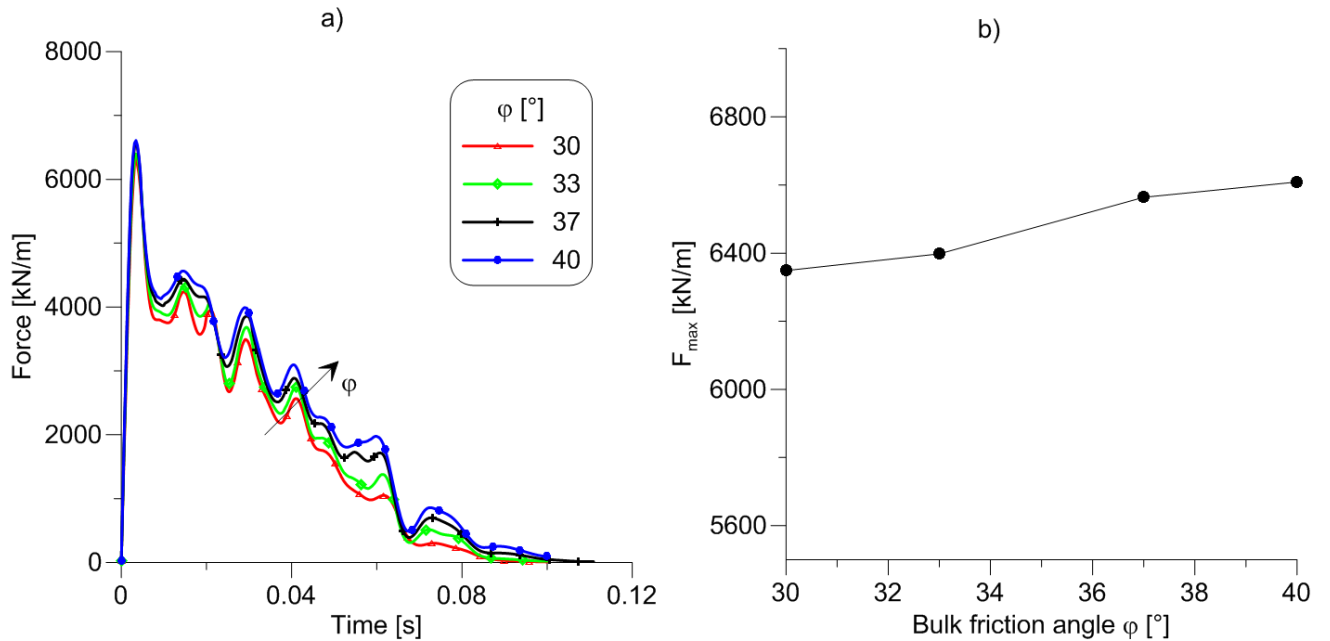 a)
8000
6000
4000
2000
0
Force [kN/m]
0
0.04
0.08
0.12
Time [s]
φ [°]
30
33
37
40
φ
b)
6800
6400
6000
5600
Fmax [kN/m]
30
32
34
36
38
40
Bulk friction angle φ [°]